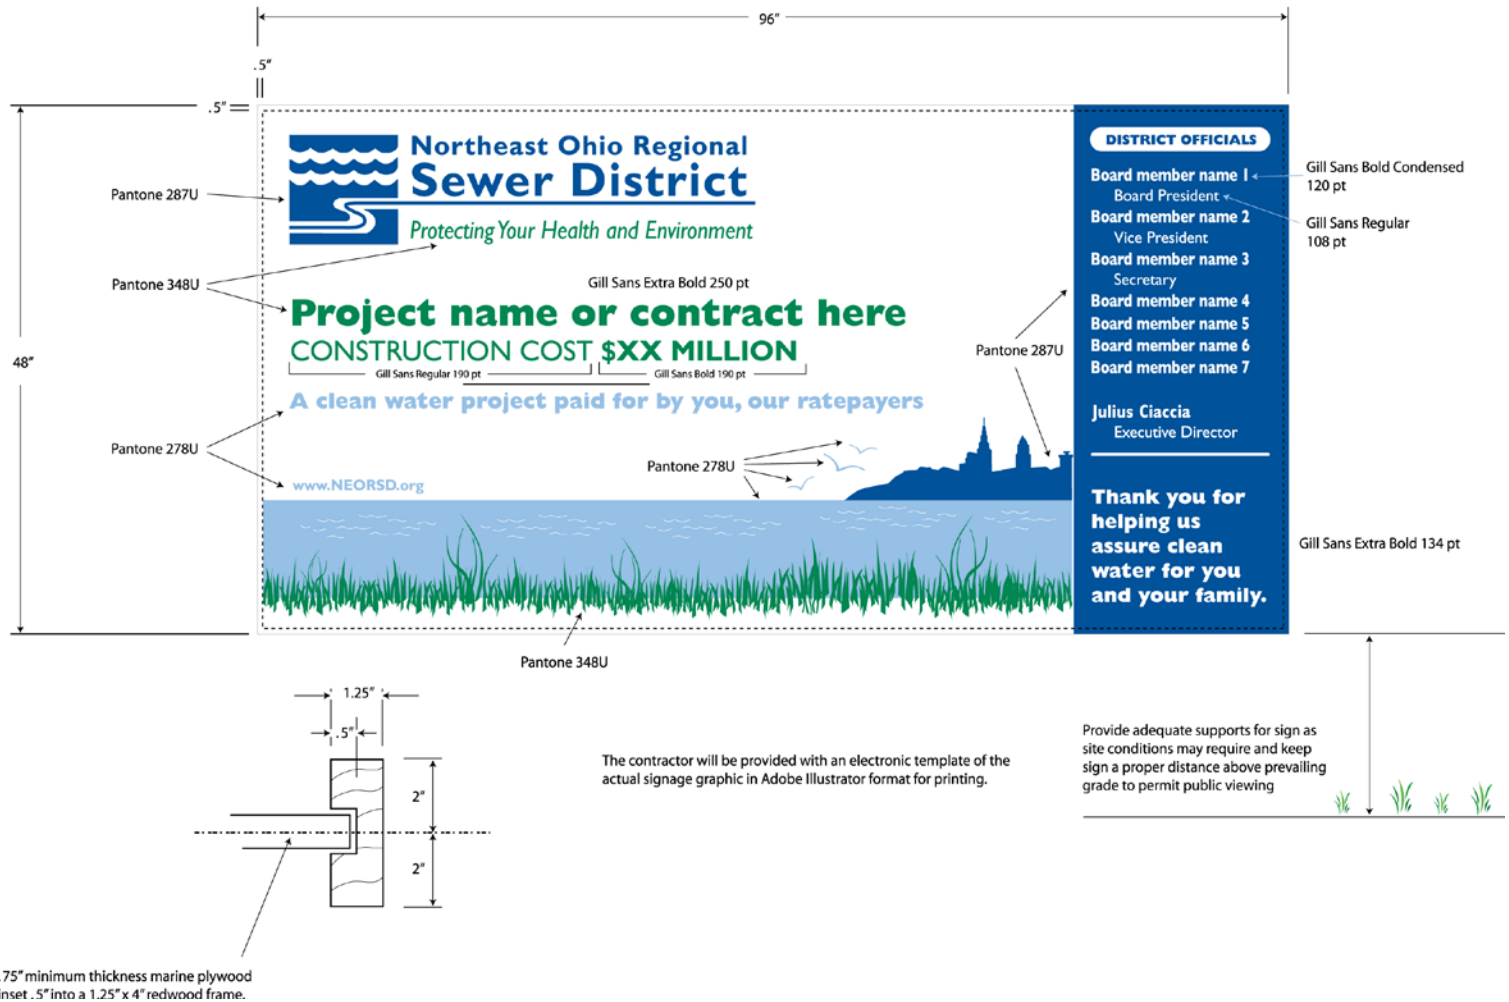 96"
.5"
.5"
48"
Northeast Ohio Regional
Sewer District
Protecting Your Health and Environment
Pantone 287U
Pantone 348U
Gill Sans Extra Bold 250 pt
Project name or contract here
CONSTRUCTION COST $XX MILLION
Gill Sans Regular 190 pt
Gill Sans Bold 190 pt
A clean water project paid for by you, our ratepayers
Pantone 278U
Pantone 278U
www.NEORSD.org
Pantone 287U
DISTRICT OFFICIALS
Board member name 1
Board President
Board member name 2
Vice President
Board member name 3
Secretary
Board member name 4
Board member name 5
Board member name 6
Board member name 7
Julius Ciaccia
Executive Director
Thank you for
helping us
assure clean
water for you
and your family.
Gill Sans Bold Condensed
120 pt
Gill Sans Regular
108 pt
Gill Sans Extra Bold 134 pt
Pantone 348U
1.25"
.5"
2"
2"
The contractor will be provided with an electronic template of the
actual signage graphic in Adobe Illustrator format for printing.
Provide adequate supports for sign as
site conditions may require and keep
sign a proper distance above prevailing
grade to permit public viewing
.75" minimum thickness marine plywood
inset .5" into a 1.25" x 4" redwood frame.